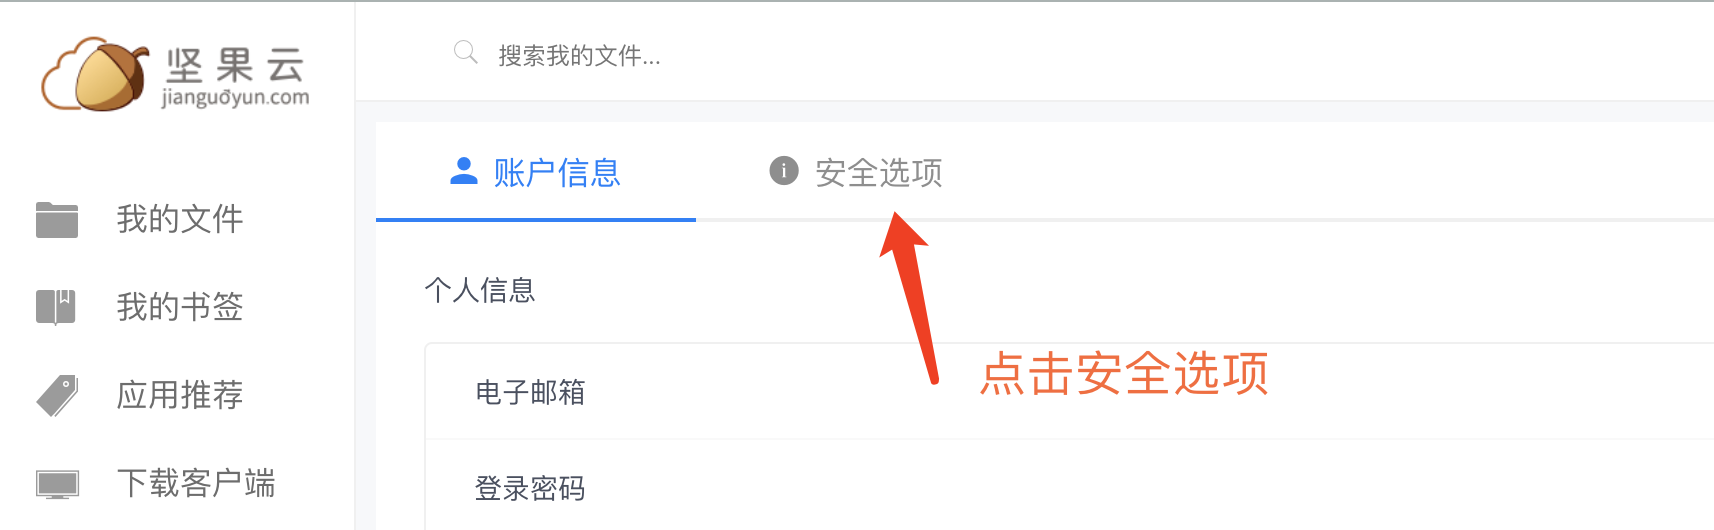 坚果云
jianguoyun.com
搜索我的文件...
账户信息
安全选项
我的文件
我的书签
应用推荐
下载客户端
个人信息
电子邮箱
登录密码
点击安全选项